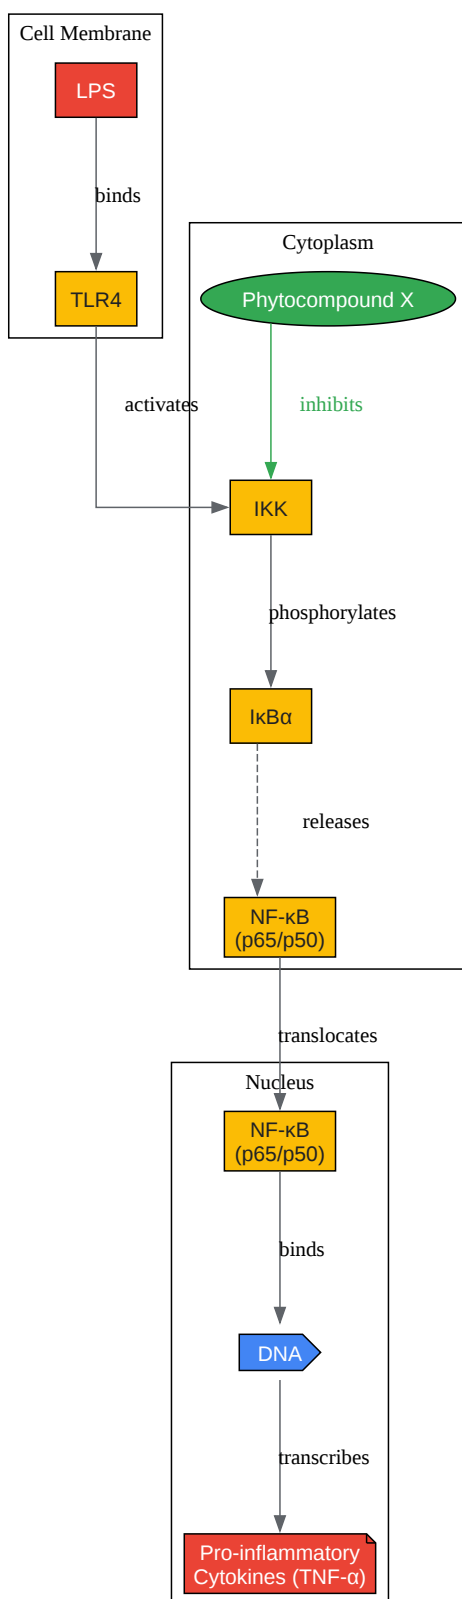 Cell Membrane
LPS
binds
TLR4
Cytoplasm
Phytocompound X
activates
inhibits
IKK
phosphorylates
IκBα
releases
NF-κB
(p65/p50)
translocates
Nucleus
NF-κB
(p65/p50)
binds
DNA
transcribes
Pro-inflammatory
Cytokines (TNF-α)